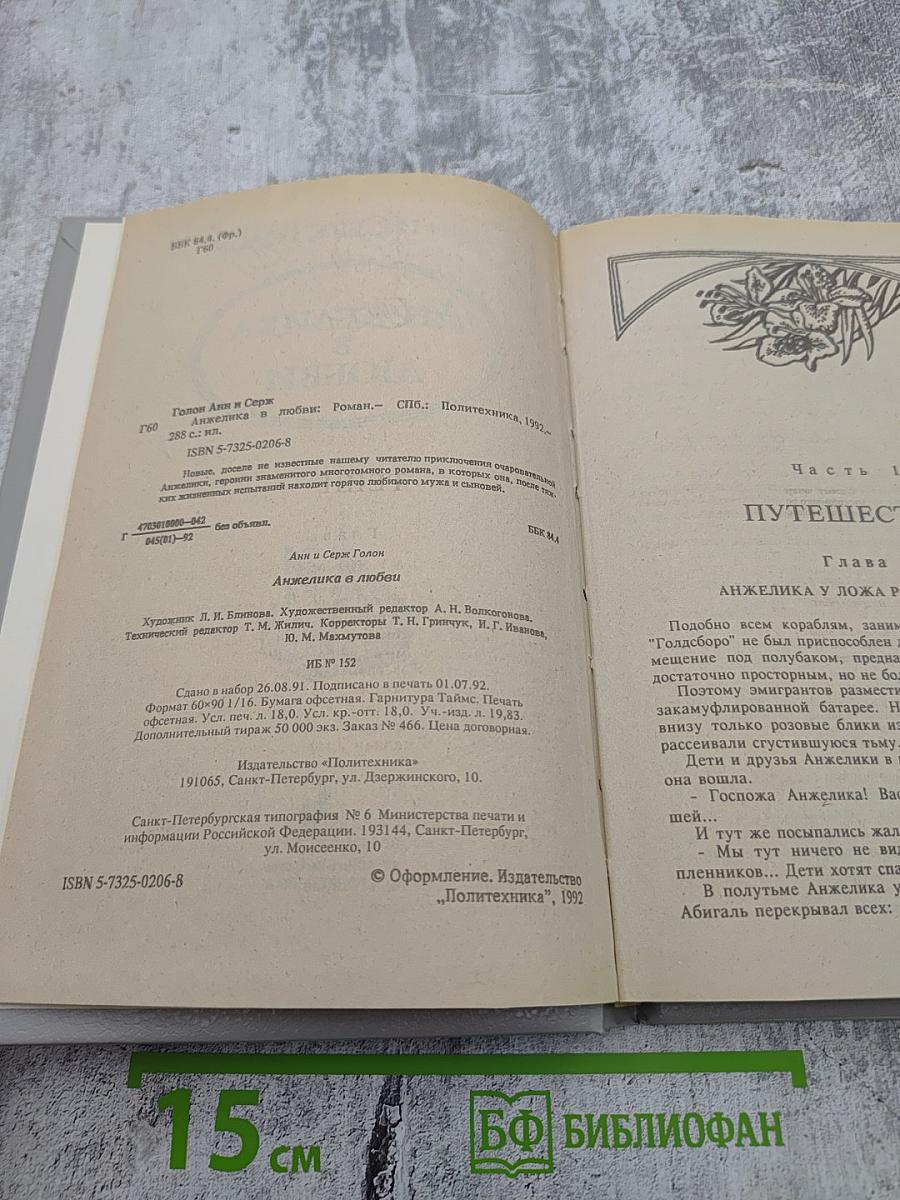 ББК 84.4. (Фр.)
Г60
Голон Анн и Серж
Г60 Анжелика в любви: Роман.— СПб.: Политехника, 1992.—
288 с.: ил.
ISBN 5-7325-0206-8
Новые, доселе не известные нашему читателю приключения очаровательной
Анжелики, героини знаменитого многотомного романа, в которых она, после тяж-
ких жизненных испытаний находит горячо любимого мужа и сыновей.
Г 4703010000—042
045(01)—92 без объявл.
ББК 84.4
Анн и Серж Голон
Анжелика в любви
Художник Л. И. Блинова. Художественный редактор А. Н. Волкогонова.
Технический редактор Т. М. Жилич. Корректоры Т. Н. Гринчук, И. Г. Иванова,
Ю. М. Махмутова
ИБ № 152
Сдано в набор 26.08.91. Подписано в печать 01.07.92.
Формат 60×90 1/16. Бумага офсетная. Гарнитура Таймс. Печать
офсетная. Усл. печ. л. 18,0. Усл. кр.-отт. 18,0. Уч.-изд. л. 19,83.
Дополнительный тираж 50 000 экз. Заказ № 466. Цена договорная.
Издательство «Политехника»
191065, Санкт-Петербург, ул. Дзержинского, 10.
Санкт-Петербургская типография № 6 Министерства печати и
информации Российской Федерации. 193144, Санкт-Петербург,
ул. Моисеенко, 10
ISBN 5-7325-0206-8
© Оформление. Издательство
„Политехника", 1992
Часть 1
ПУТЕШЕСТ
Глава
АНЖЕЛИКА У ЛОЖА Р
Подобно всем кораблям, заним
"Голдсборо" не был приспособлен д
мещение под полубаком, предна
достаточно просторным, но не бол
Поэтому эмигрантов размести
закамуфлированной батарее. Н
внизу только розовые блики из
рассеивали сгустившуюся тьму.
Дети и друзья Анжелики в
она вошла.
- Госпожа Анжелика! Вас
шей...
И тут же посыпались жал
- Мы тут ничего не вид
пленников... Дети хотят спа
В полутьме Анжелика у
Абигаль перекрывал всех:
15 см
БФ БИБЛИОФАН